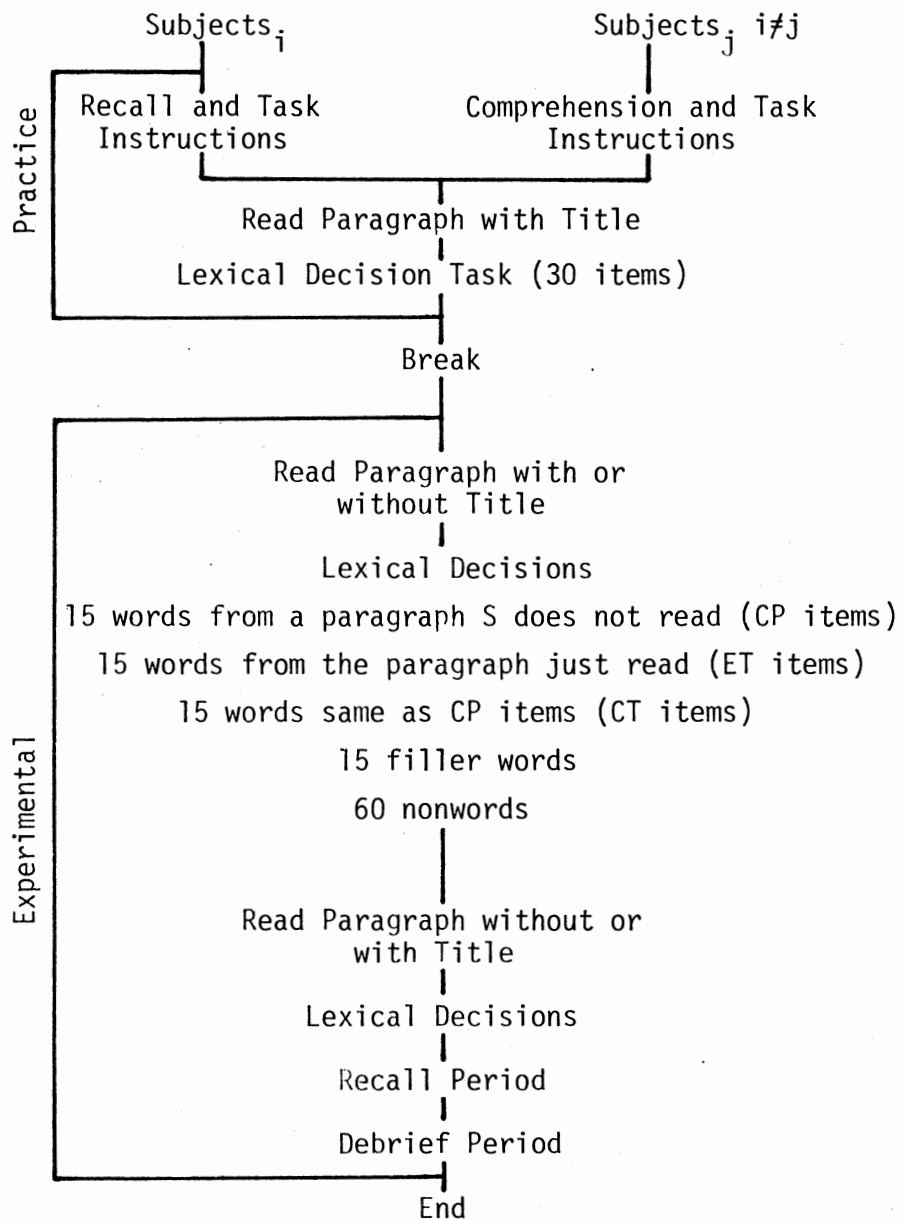 Subjects_i
Subjects_j i≠j
Practice
Recall and Task
Instructions
Comprehension and Task
Instructions
Read Paragraph with Title
Lexical Decision Task (30 items)
Break
Experimental
Read Paragraph with or
without Title
Lexical Decisions
15 words from a paragraph S does not read (CP items)
15 words from the paragraph just read (ET items)
15 words same as CP items (CT items)
15 filler words
60 nonwords
Read Paragraph without or
with Title
Lexical Decisions
Recall Period
Debrief Period
End